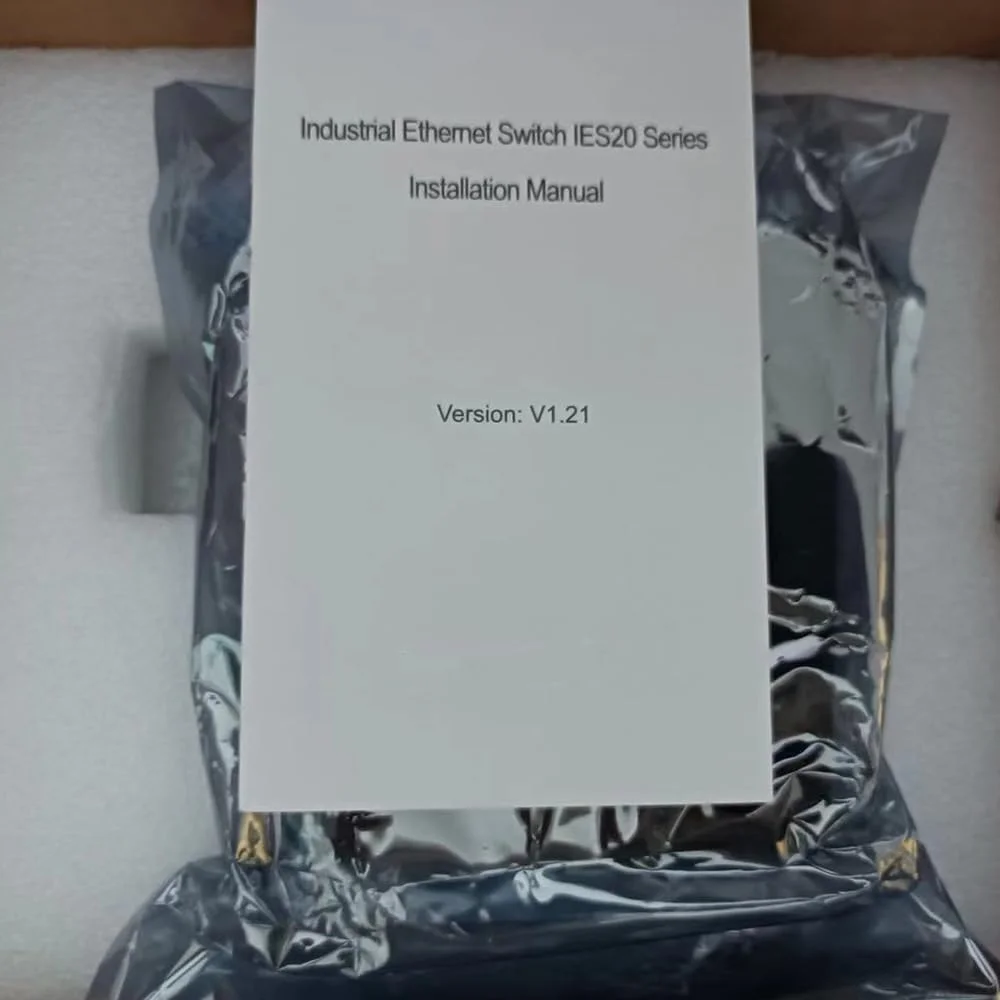 Industrial Ethernet Switch IES20 Series
Installation Manual
Version: V1.21